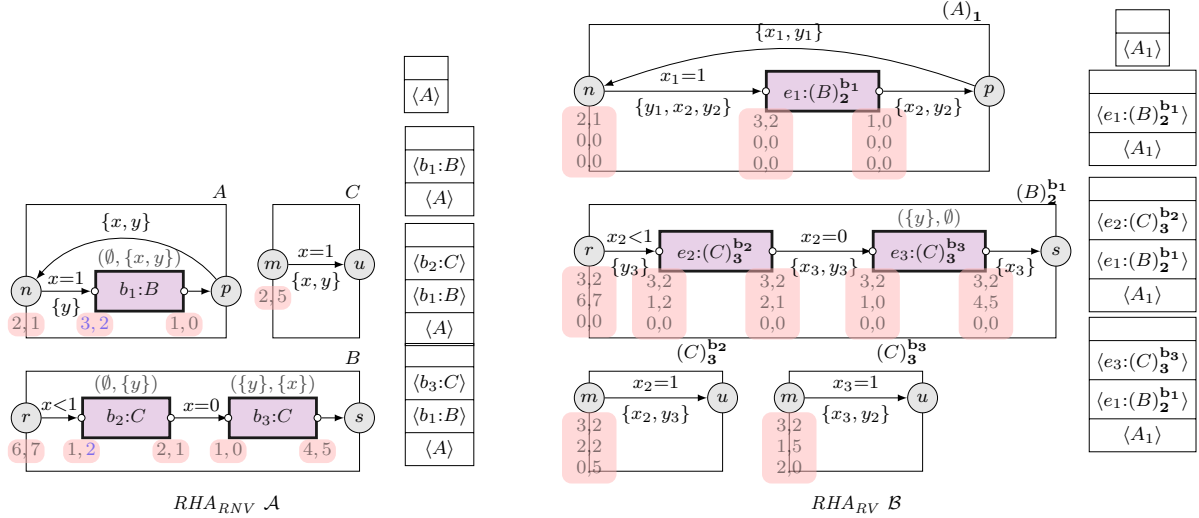 A
{x, y}
(∅, {x, y})
x=1
n
b₁:B
p
{y}
2,1
3,2
1,0
C
m
x=1
u
{x, y}
2,5
B
(∅, {y})
({y}, {x})
r
x<1
b₂:C
x=0
b₃:C
s
6,7
1,2
2,1
1,0
4,5
RHA_RNV 𝒜
⟨A⟩
⟨b₁:B⟩
⟨A⟩
⟨b₂:C⟩
⟨b₁:B⟩
⟨A⟩
⟨b₃:C⟩
⟨b₁:B⟩
⟨A⟩
(A)₁
{x₁, y₁}
x₁=1
n
e₁:(B)₂^b₁
p
{y₁, x₂, y₂}
{x₂, y₂}
2,1
0,0
0,0
3,2
0,0
0,0
1,0
0,0
0,0
(B)₂^b₁
({y}, ∅)
r
x₂<1
e₂:(C)₃^b₂
x₂=0
e₃:(C)₃^b₃
s
{y₃}
{x₃, y₃}
{x₃}
3,2
6,7
0,0
3,2
1,2
0,0
3,2
2,1
0,0
3,2
1,0
0,0
3,2
4,5
0,0
(C)₃^b₂
x₂=1
m
u
{x₂, y₃}
3,2
2,2
0,5
(C)₃^b₃
x₃=1
m
u
{x₃, y₂}
3,2
1,5
2,0
RHA_RV ℬ
⟨A₁⟩
⟨e₁:(B)₂^b₁⟩
⟨A₁⟩
⟨e₂:(C)₃^b₂⟩
⟨e₁:(B)₂^b₁⟩
⟨A₁⟩
⟨e₃:(C)₃^b₃⟩
⟨e₁:(B)₂^b₁⟩
⟨A₁⟩